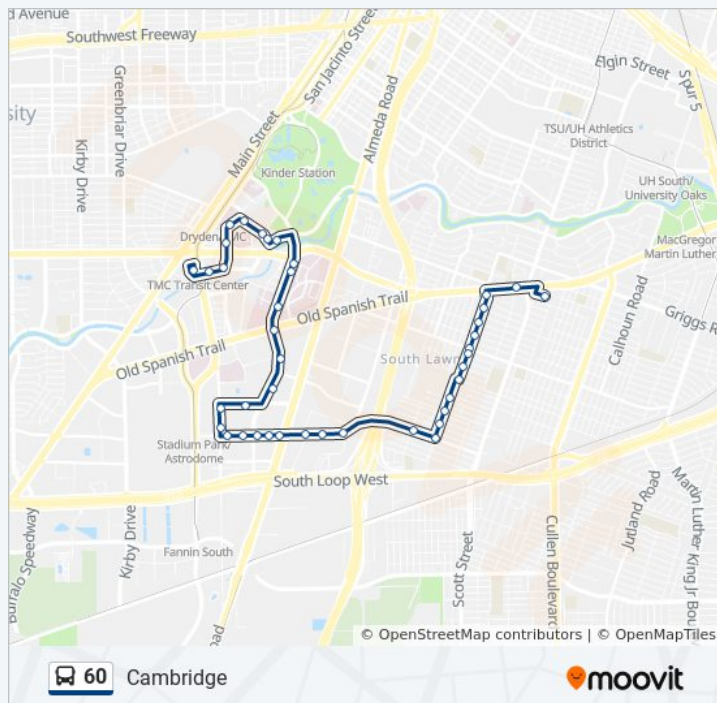 d Avenue
Southwest Freeway
San Jacinto Street
Elgin Street
Spur 5
Greenbriar Drive
sity
Almeda Road
TSU/UH Athletics
District
Main Street
Kirby Drive
Kinder Station
UH South/
University Oaks
Dryden/TMC
MacGregor
Martin Luther
TMC Transit Center
Old Spanish Trail
Calhoun Road
Griggs R
Old Spanish Trail
South Lawn
Stadium Park/
Astrodome
South Loop West
Martin Luther King Jr Bou
Jutland Road
Buffalo Speedway
Kirby Drive
Fannin South
Scott Street
Cullen Boulevard
oad
© OpenStreetMap contributors | © OpenMapTiles
60 Cambridge
moovit